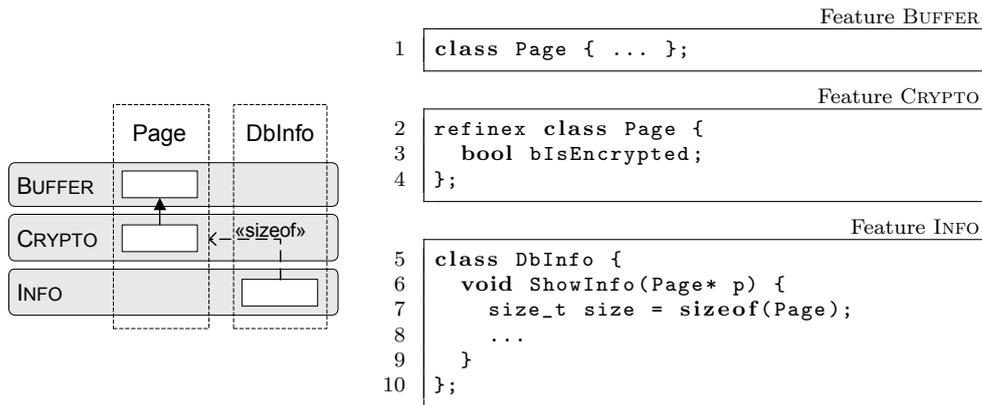 Page DbInfo
BUFFER
CRYPTO «sizeof»
INFO
Feature BUFFER
1 class Page { ... };
Feature CRYPTO
2 refinex class Page {
3 bool bIsEncrypted;
4 };
Feature INFO
5 class DbInfo {
6 void ShowInfo(Page* p) {
7 size_t size = sizeof(Page);
8 ...
9 }
10 };